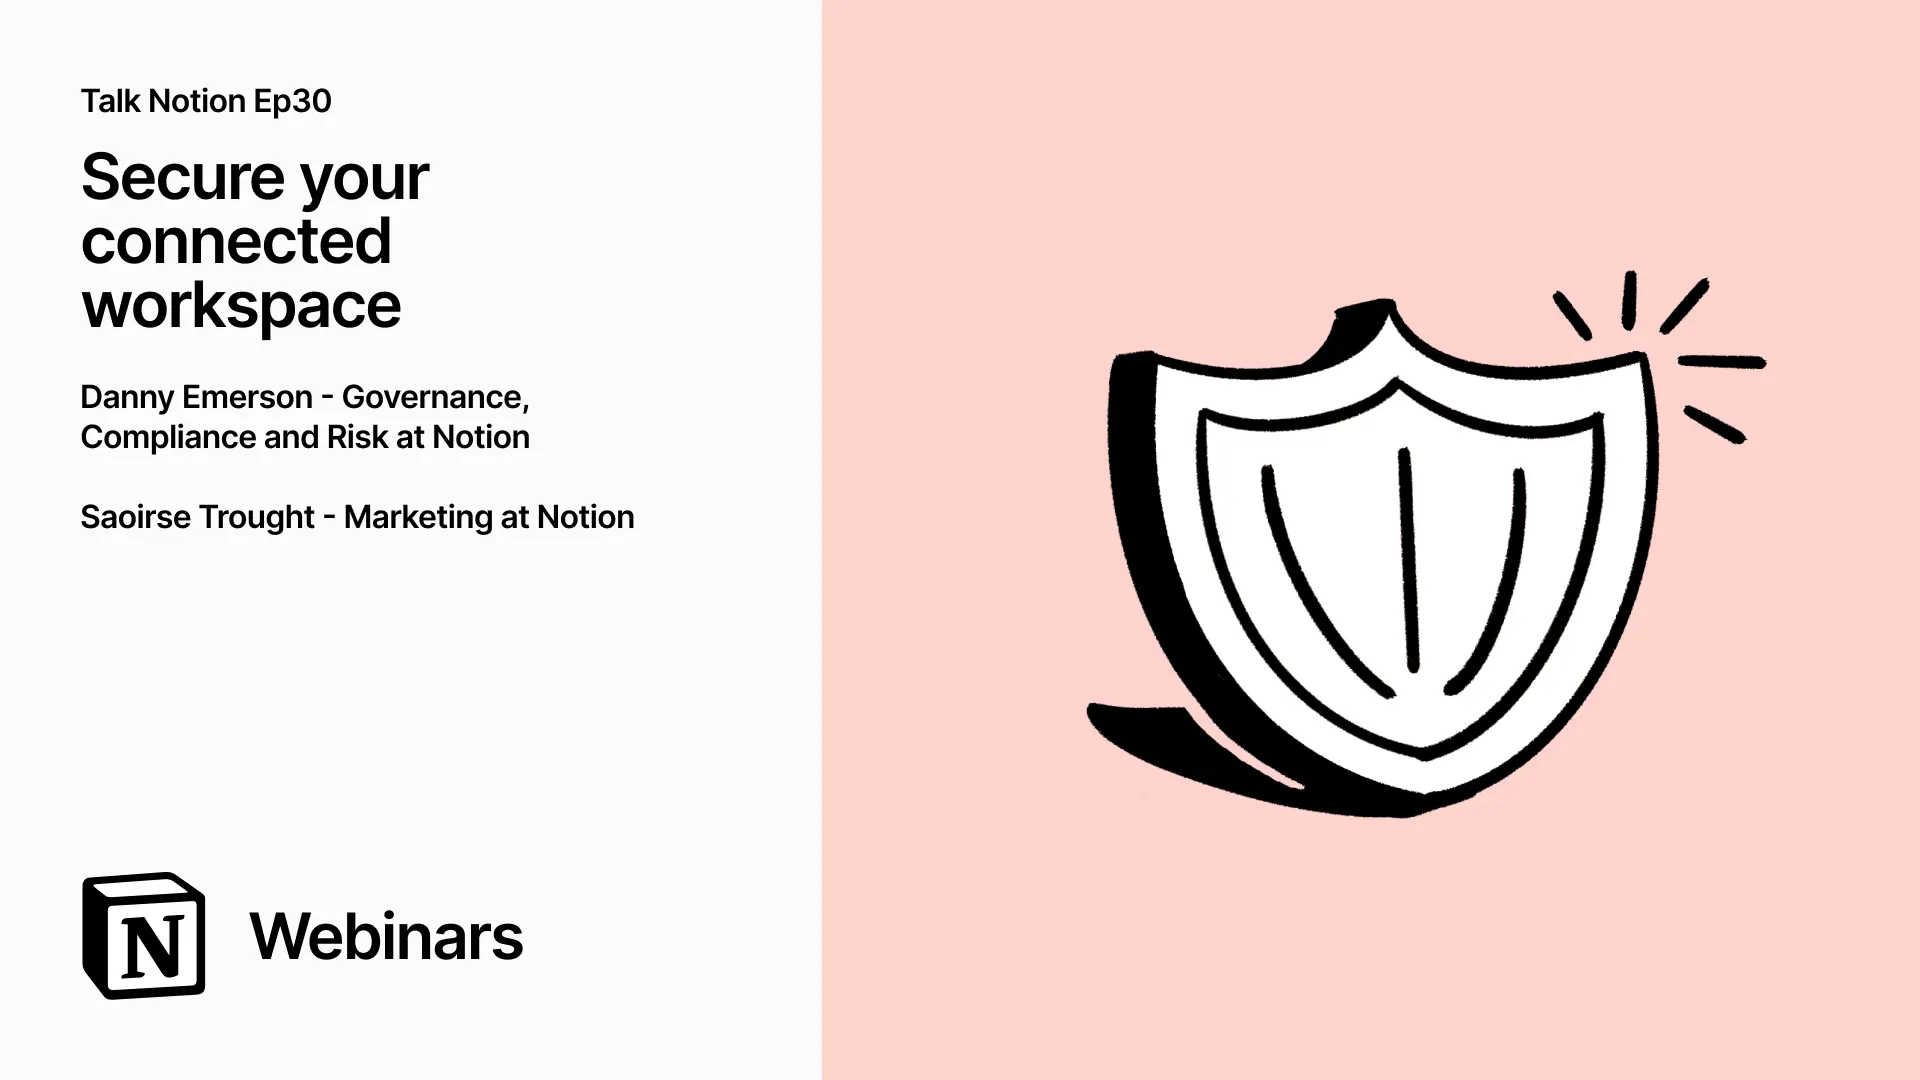 Talk Notion Ep30
Secure your
connected
workspace
Danny Emerson - Governance,
Compliance and Risk at Notion
Saoirse Trought - Marketing at Notion
N
Webinars